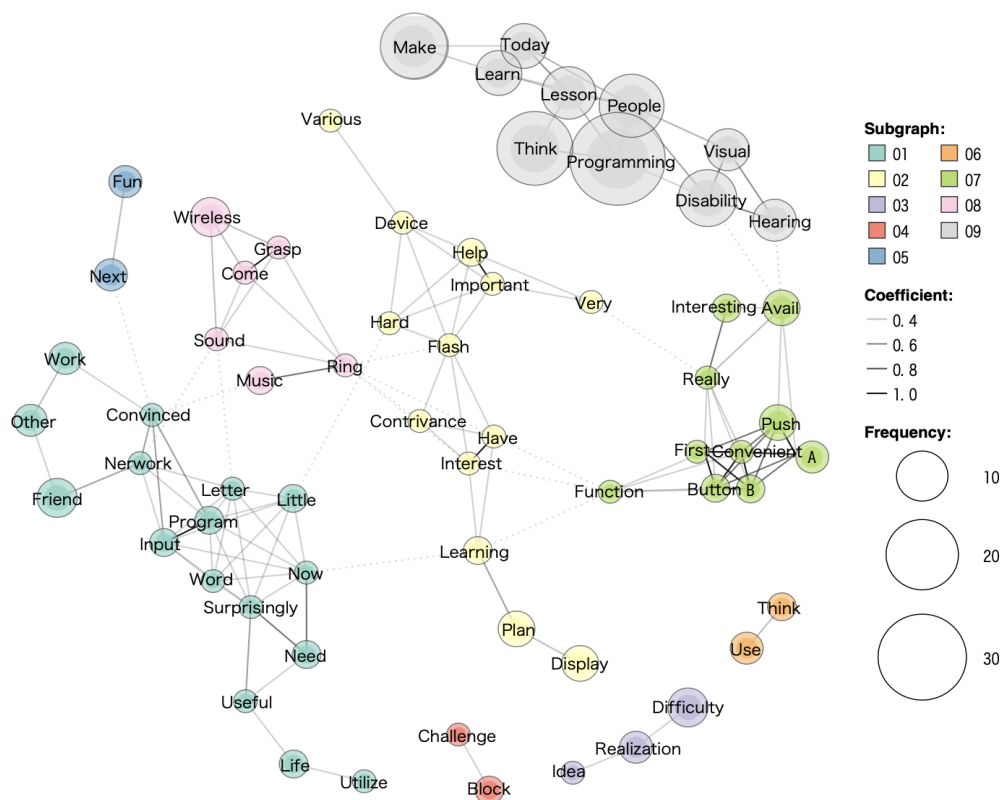 Make
Today
Learn
Lesson
People
Think
Programming
Visual
Disability
Hearing
Various
Fun
Next
Wireless
Grasp
Come
Sound
Music
Ring
Device
Help
Important
Hard
Very
Flash
Contrivance
Have
Interest
Learning
Plan
Display
Interesting
Avail
Really
Push
First
Convenient
A
Button
B
Function
Work
Other
Friend
Convinced
Nerwork
Letter
Little
Program
Input
Word
Now
Surprisingly
Need
Useful
Life
Utilize
Challenge
Block
Think
Use
Difficulty
Realization
Idea
Subgraph:
01 06
02 07
03 08
04 09
05
Coefficient:
0. 4
0. 6
0. 8
1. 0
Frequency:
10
20
30